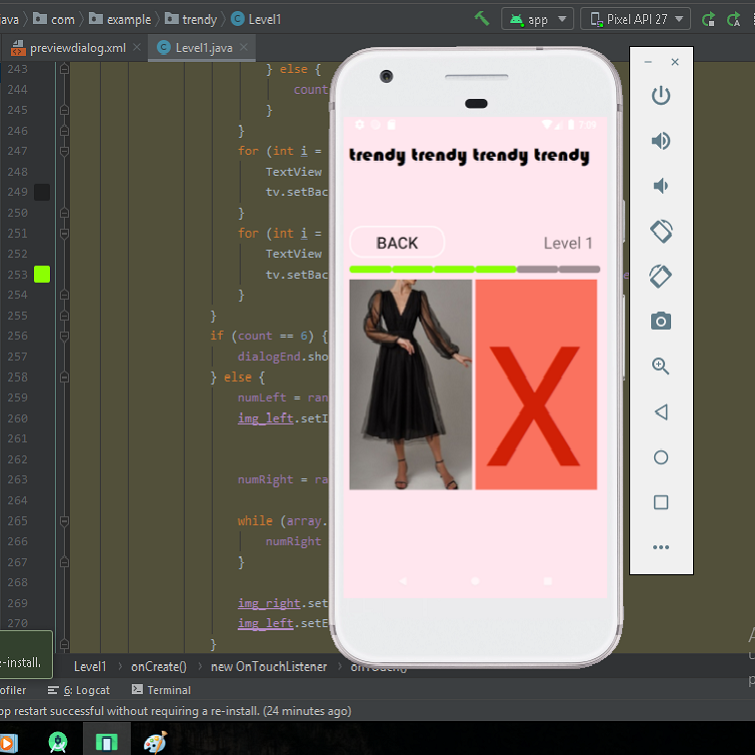 java com example trendy Level1 app Pixel API 27
previewdialog.xml Level1.java
243 } else {
244 coun
245 }
246 }
247 for (int i =
248 TextView
249 tv.setBac
250 }
251 for (int i =
252 TextView
253 tv.setBac
254 }
255 }
256 if (count == 6) {
257 dialogEnd.sho
258 } else {
259 numLeft = ran
260 img_left.setI
261
262
263 numRight = ra
264
265 while (array.
266 numRight
267 }
268
269 img_right.set
270 img_left.setE
}
7:04
trendy trendy trendy trendy
BACK Level 1
X
e-install.
Level1 onCreate() new OnTouchListener
ofiler 6: Logcat Terminal
op restart successful without requiring a re-install. (24 minutes ago)